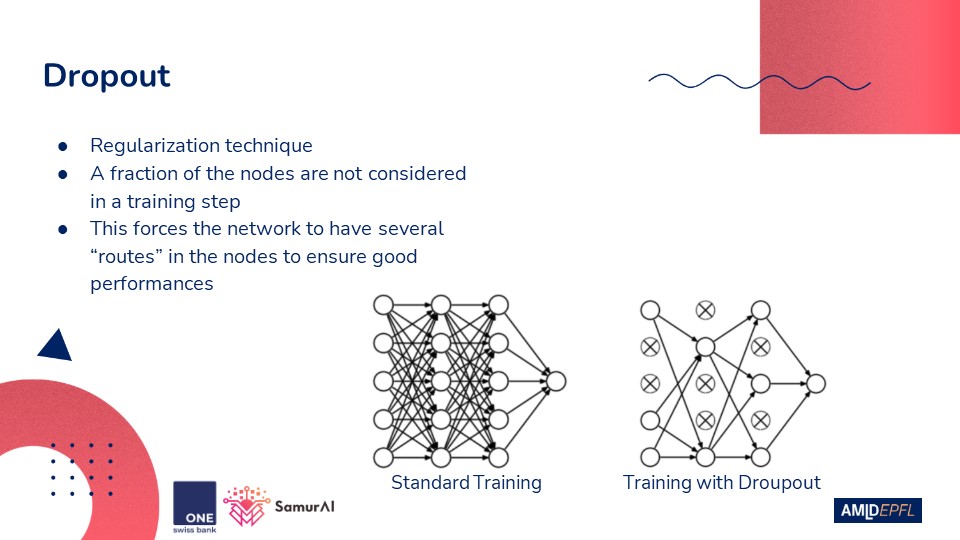 Dropout
● Regularization technique
● A fraction of the nodes are not considered
in a training step
● This forces the network to have several
“routes” in the nodes to ensure good
performances
Standard Training
Training with Droupout
ONE
swiss bank
SamurAI
AMLDEPFL